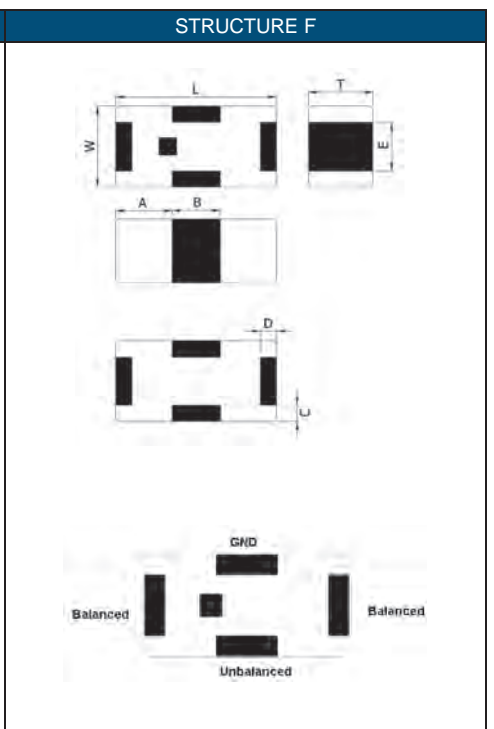 STRUCTURE F
L
T
W
E
A B
D
C
GND
Balanced
Balanced
Unbalanced